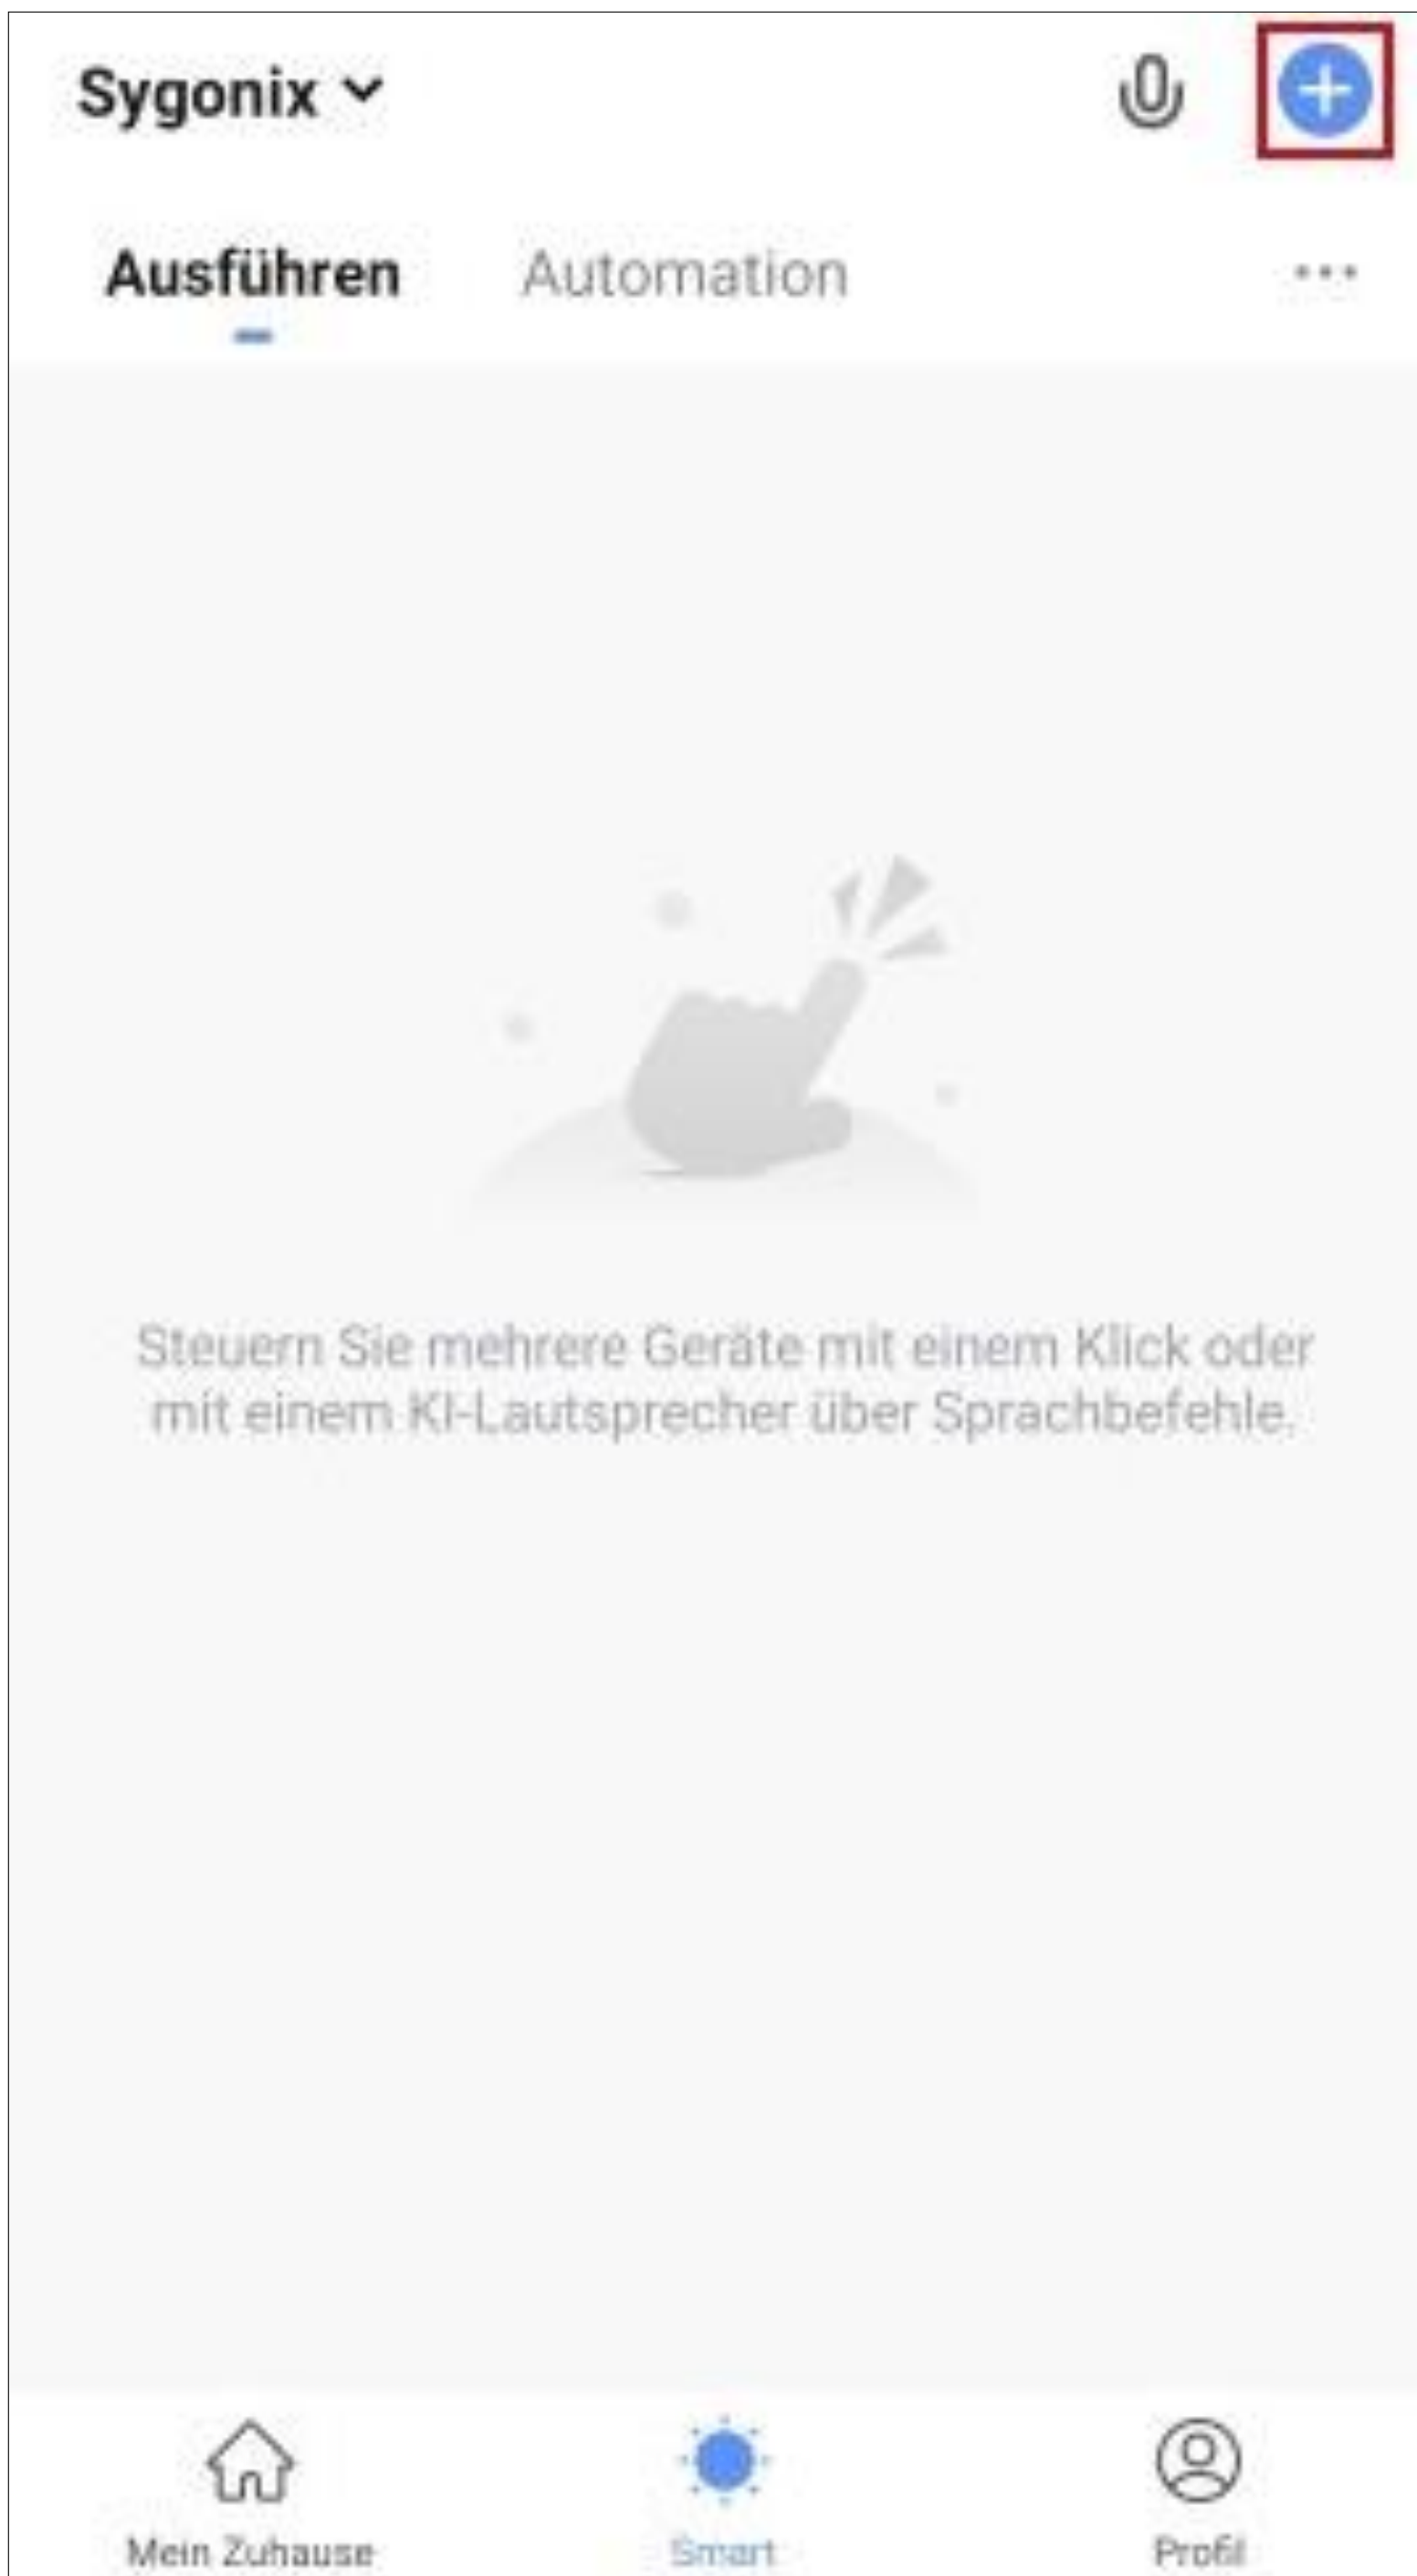 Sygonix
Ausführen Automation
Steuern Sie mehrere Geräte mit einem Klick oder
mit einem KI-Lautsprecher über Sprachbefehle.
Mein Zuhause Smart Profil